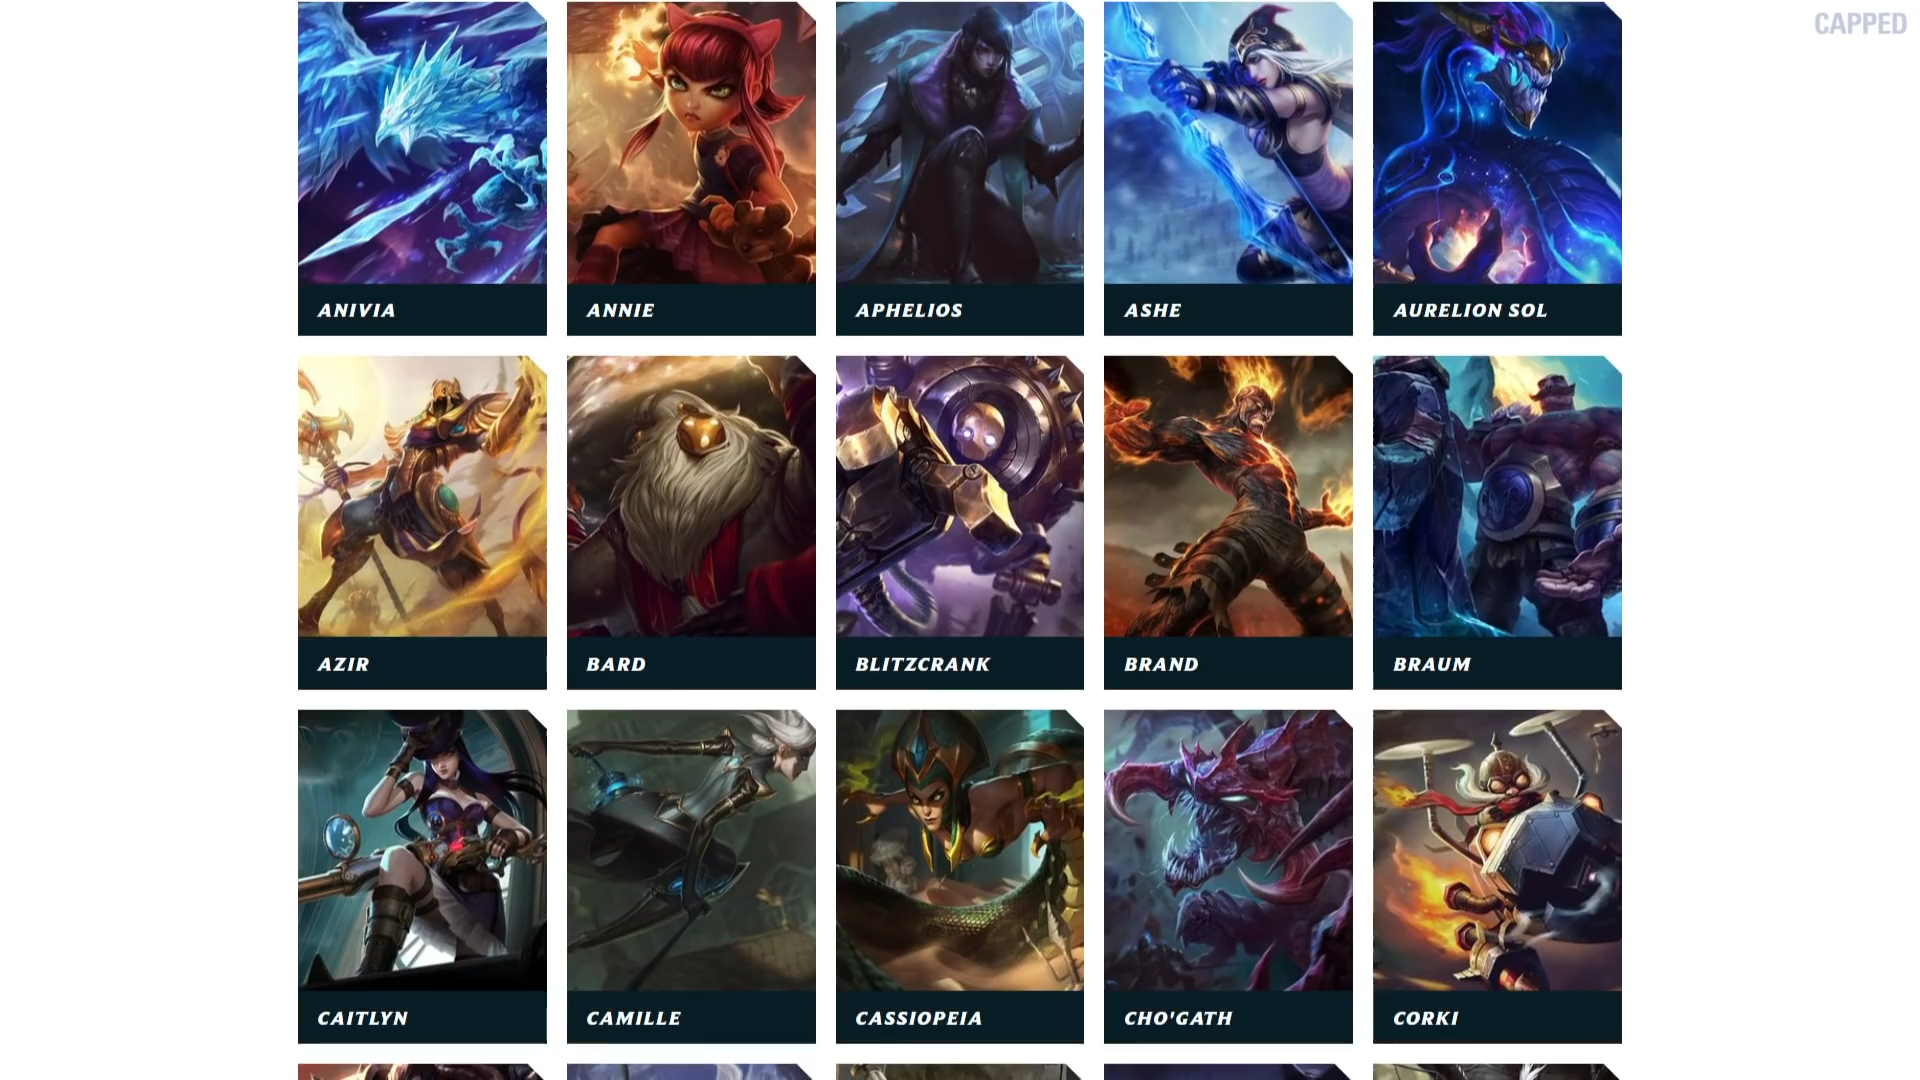 CAPPED
ANIVIA
ANNIE
APHELIOS
ASHE
AURELION SOL
AZIR
BARD
BLITZCRANK
BRAND
BRAUM
CAITLYN
CAMILLE
CASSIOPEIA
CHO'GATH
CORKI